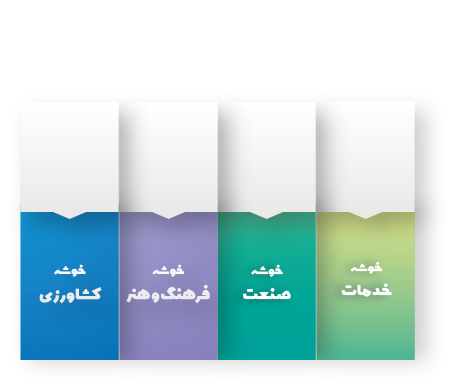 خوشه
خدمات
خوشه
صنعت
خوشه
فرهنگ و هنر
خوشه
کشاورزی